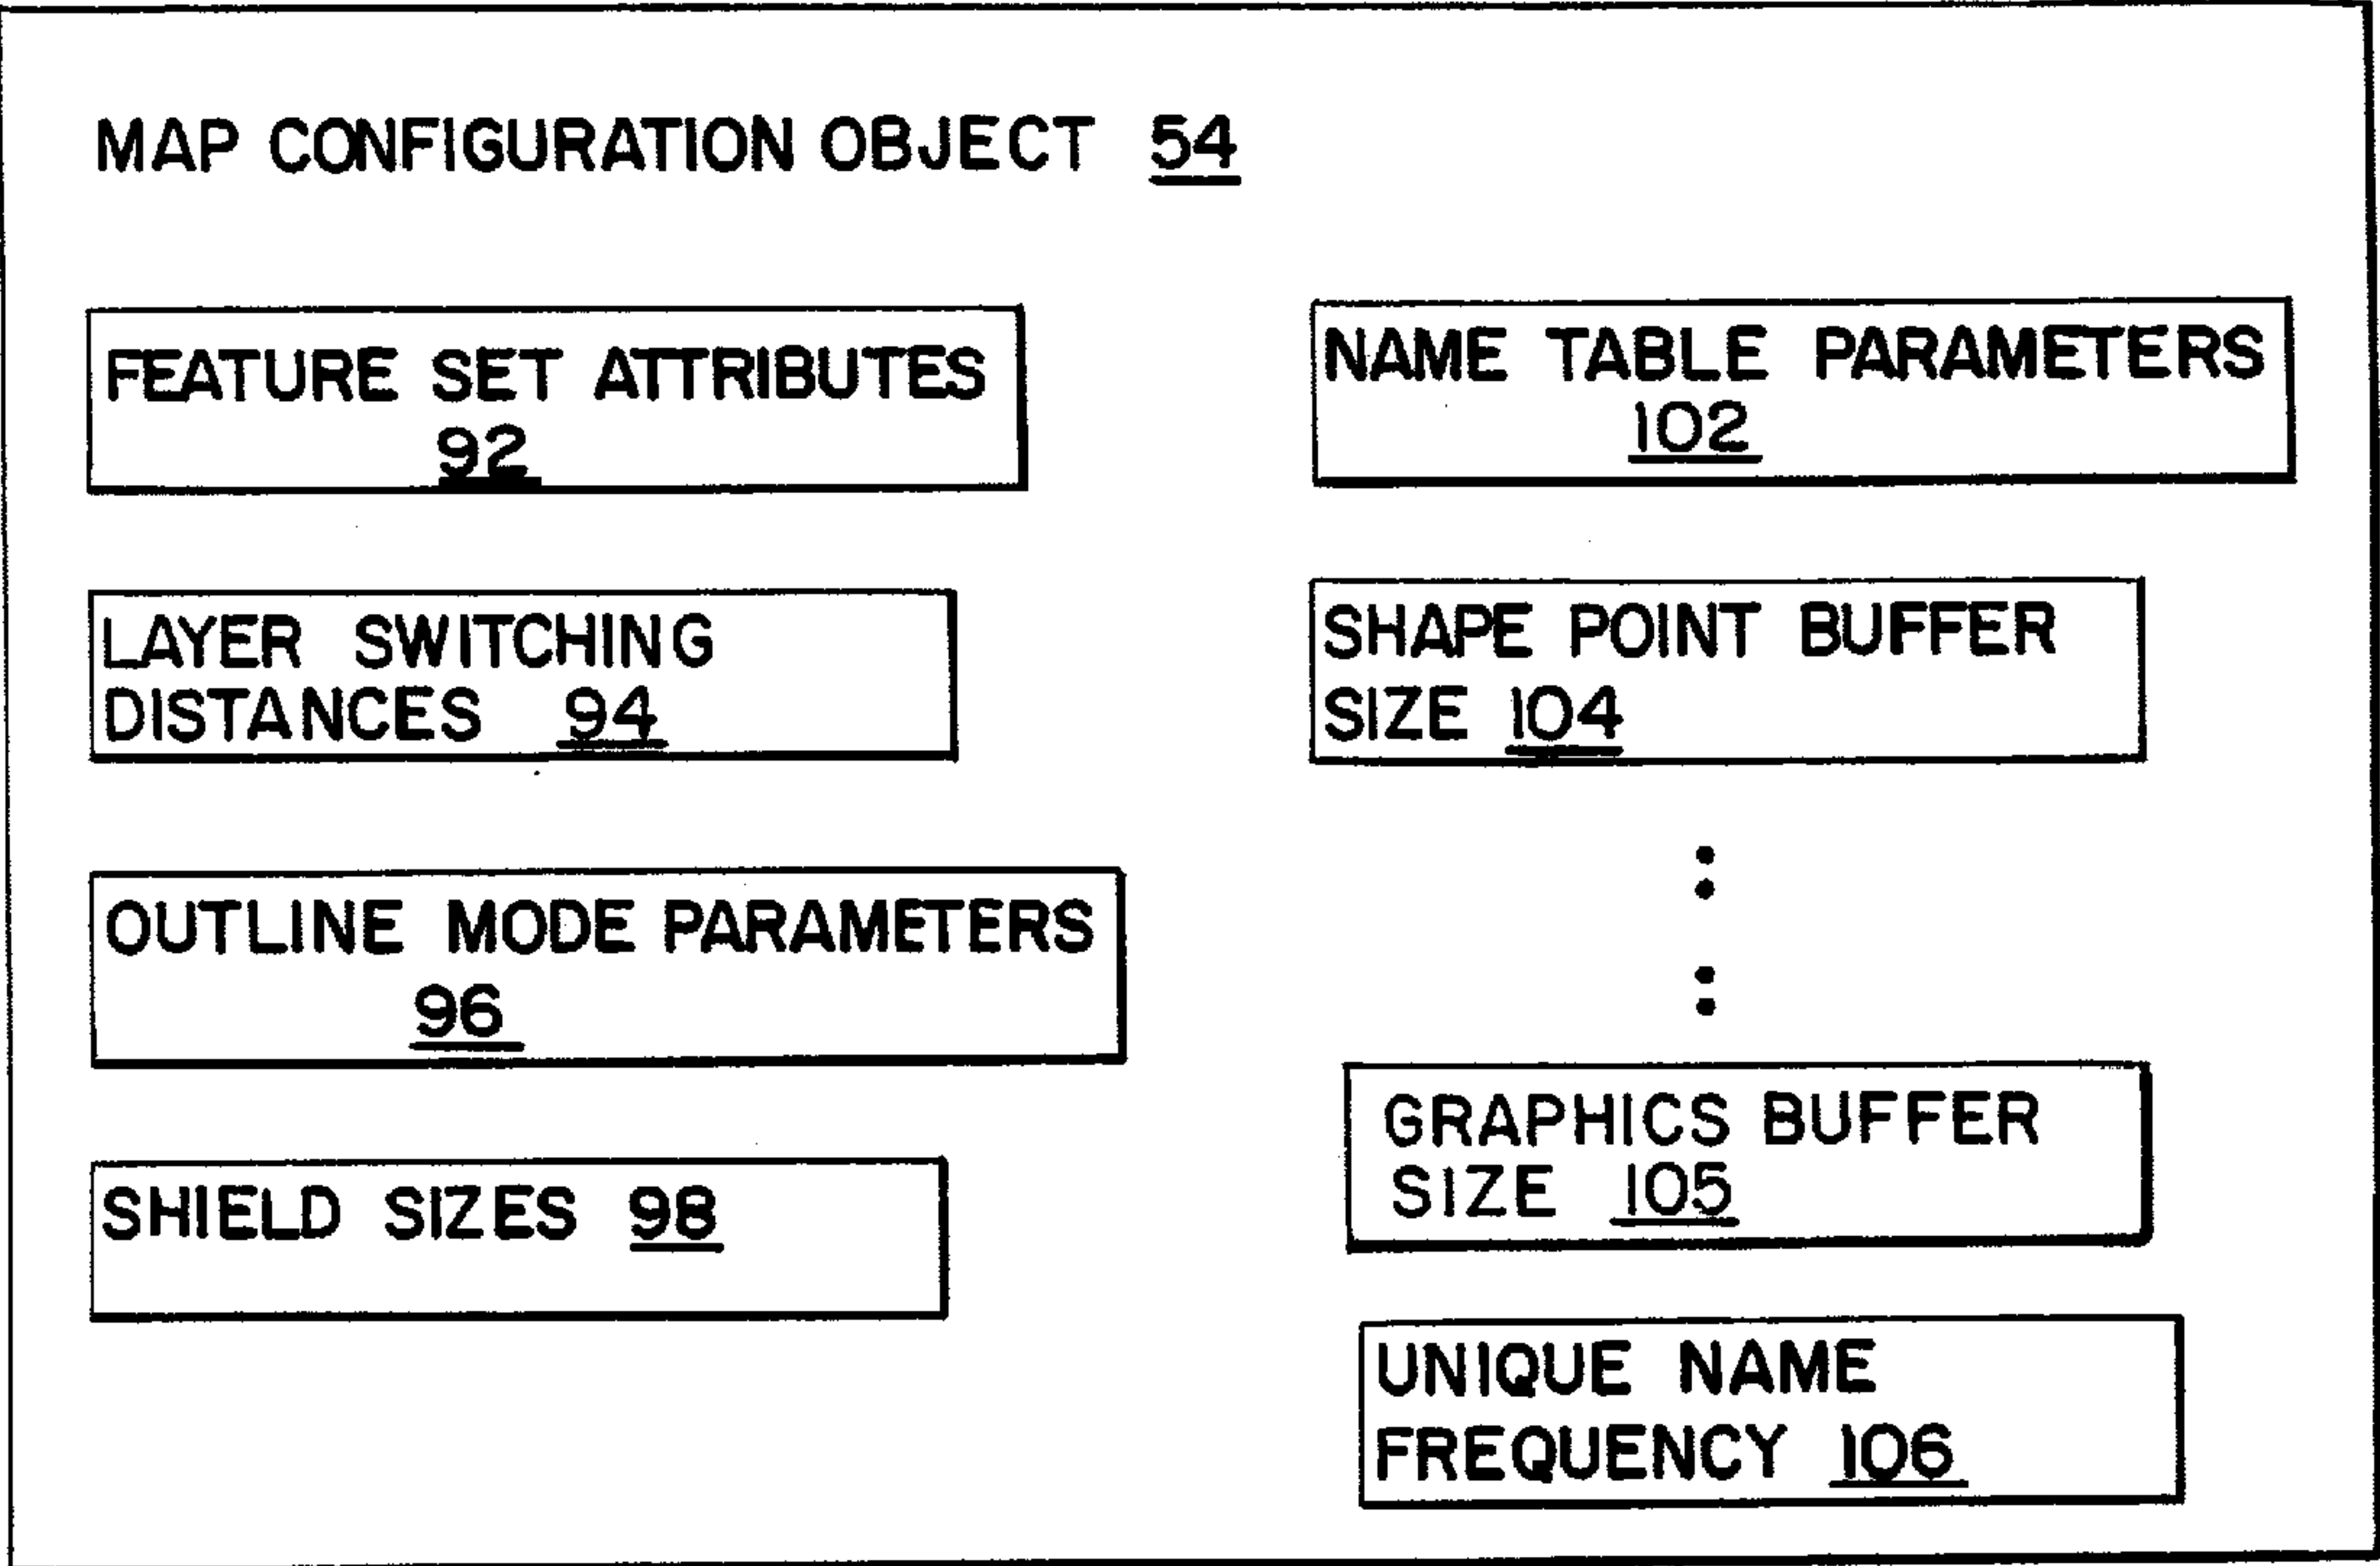 MAP CONFIGURATION OBJECT 54
FEATURE SET ATTRIBUTES
92
LAYER SWITCHING
DISTANCES 94
OUTLINE MODE PARAMETERS
96
SHIELD SIZES 98
NAME TABLE PARAMETERS
102
SHAPE POINT BUFFER
SIZE 104
GRAPHICS BUFFER
SIZE 105
UNIQUE NAME
FREQUENCY 106